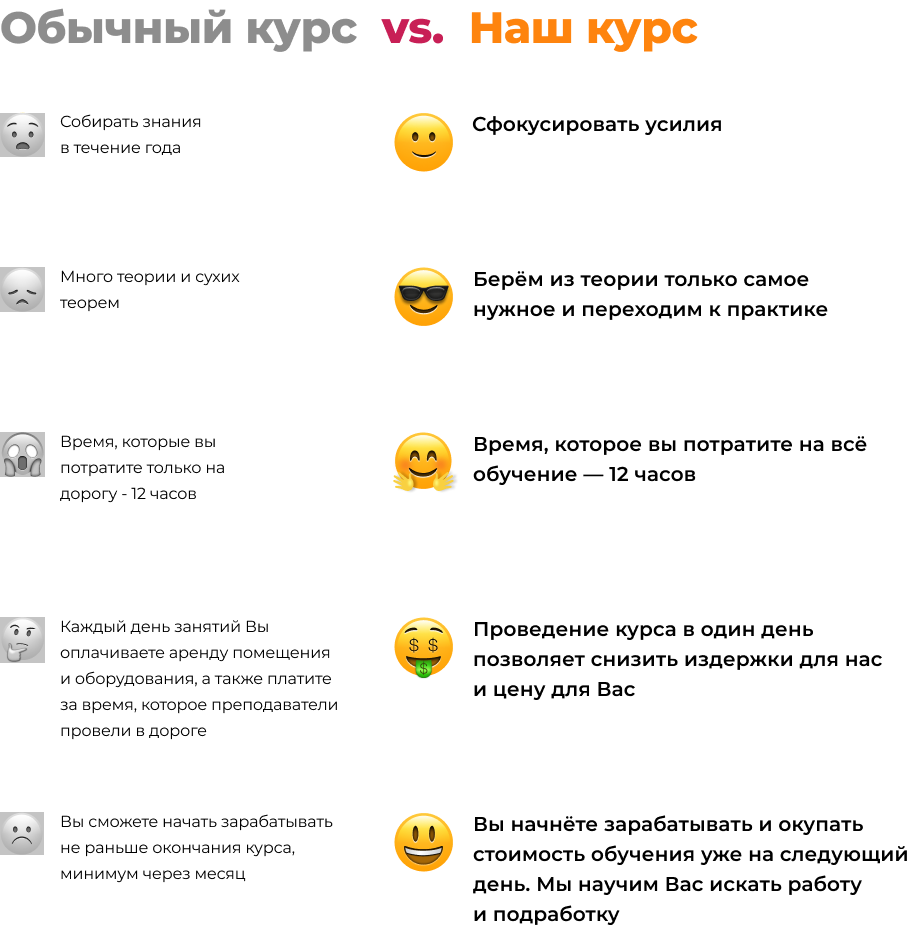 Обычный курс vs. Наш курс
Собирать знания
в течение года
Сфокусировать усилия
Много теории и сухих
теорем
Берём из теории только самое
нужное и переходим к практике
Время, которые вы
потратите только на
дорогу - 12 часов
Время, которое вы потратите на всё
обучение — 12 часов
Каждый день занятий Вы
оплачиваете аренду помещения
и оборудования, а также платите
за время, которое преподаватели
провели в дороге
Проведение курса в один день
позволяет снизить издержки для нас
и цену для Вас
Вы сможете начать зарабатывать
не раньше окончания курса,
минимум через месяц
Вы начнёте зарабатывать и окупать
стоимость обучения уже на следующий
день. Мы научим Вас искать работу
и подработку